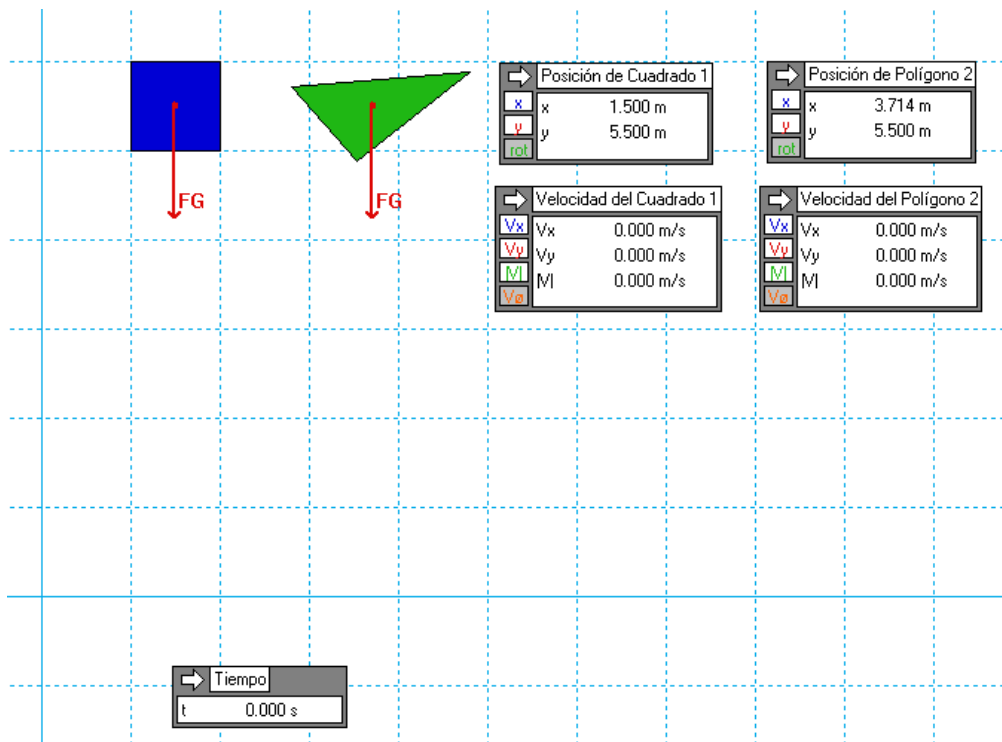 FG
FG
Posición de Cuadrado 1
x x 1.500 m
y y 5.500 m
rot
Posición de Polígono 2
x x 3.714 m
y y 5.500 m
rot
Velocidad del Cuadrado 1
Vx Vx 0.000 m/s
Vy Vy 0.000 m/s
|V| |V| 0.000 m/s
Vø
Velocidad del Polígono 2
Vx Vx 0.000 m/s
Vy Vy 0.000 m/s
|V| |V| 0.000 m/s
Vø
Tiempo
t 0.000 s